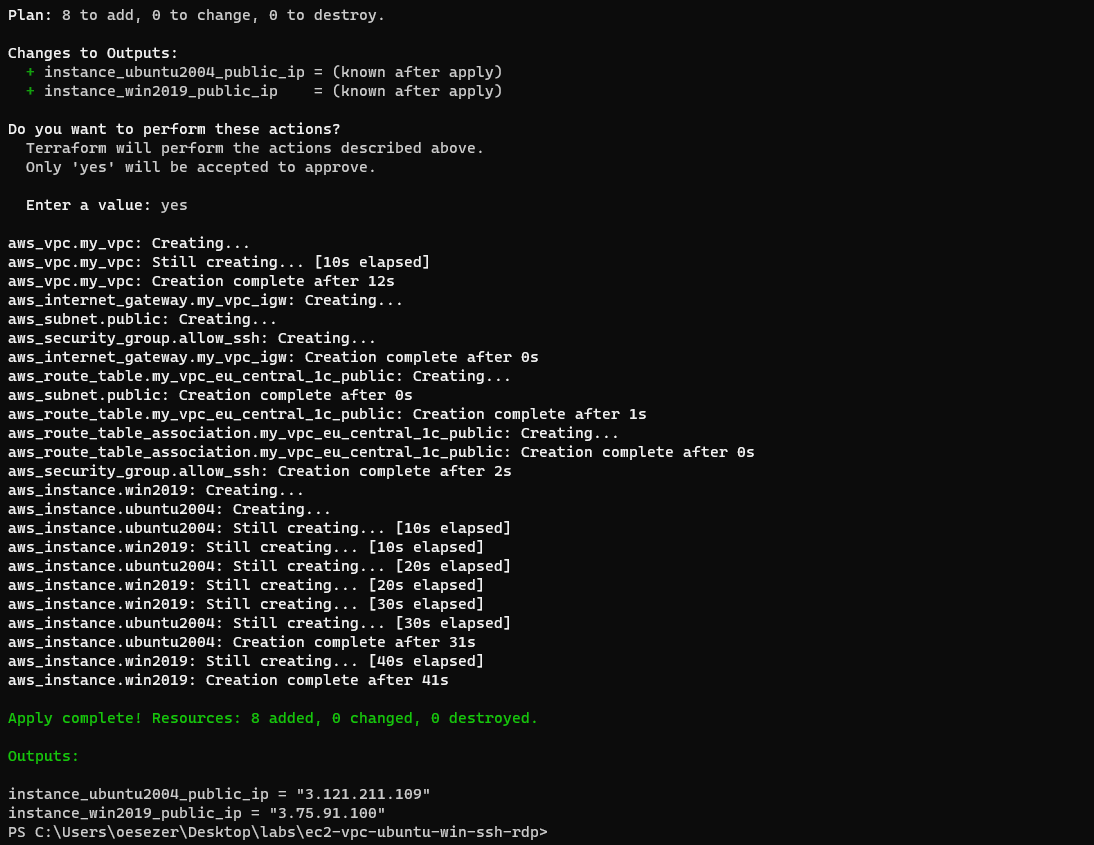 Plan: 8 to add, 0 to change, 0 to destroy.
Changes to Outputs:
+ instance_ubuntu2004_public_ip = (known after apply)
+ instance_win2019_public_ip    = (known after apply)
Do you want to perform these actions?
Terraform will perform the actions described above.
Only 'yes' will be accepted to approve.
Enter a value: yes
aws_vpc.my_vpc: Creating...
aws_vpc.my_vpc: Still creating... [10s elapsed]
aws_vpc.my_vpc: Creation complete after 12s
aws_internet_gateway.my_vpc_igw: Creating...
aws_subnet.public: Creating...
aws_security_group.allow_ssh: Creating...
aws_internet_gateway.my_vpc_igw: Creation complete after 0s
aws_route_table.my_vpc_eu_central_1c_public: Creating...
aws_subnet.public: Creation complete after 0s
aws_route_table.my_vpc_eu_central_1c_public: Creation complete after 1s
aws_route_table_association.my_vpc_eu_central_1c_public: Creating...
aws_route_table_association.my_vpc_eu_central_1c_public: Creation complete after 0s
aws_security_group.allow_ssh: Creation complete after 2s
aws_instance.win2019: Creating...
aws_instance.ubuntu2004: Creating...
aws_instance.ubuntu2004: Still creating... [10s elapsed]
aws_instance.win2019: Still creating... [10s elapsed]
aws_instance.ubuntu2004: Still creating... [20s elapsed]
aws_instance.win2019: Still creating... [20s elapsed]
aws_instance.win2019: Still creating... [30s elapsed]
aws_instance.ubuntu2004: Still creating... [30s elapsed]
aws_instance.ubuntu2004: Creation complete after 31s
aws_instance.win2019: Still creating... [40s elapsed]
aws_instance.win2019: Creation complete after 41s
Apply complete! Resources: 8 added, 0 changed, 0 destroyed.
Outputs:
instance_ubuntu2004_public_ip = "3.121.211.109"
instance_win2019_public_ip = "3.75.91.100"
PS C:\Users\oesezer\Desktop\labs\ec2-vpc-ubuntu-win-ssh-rdp>